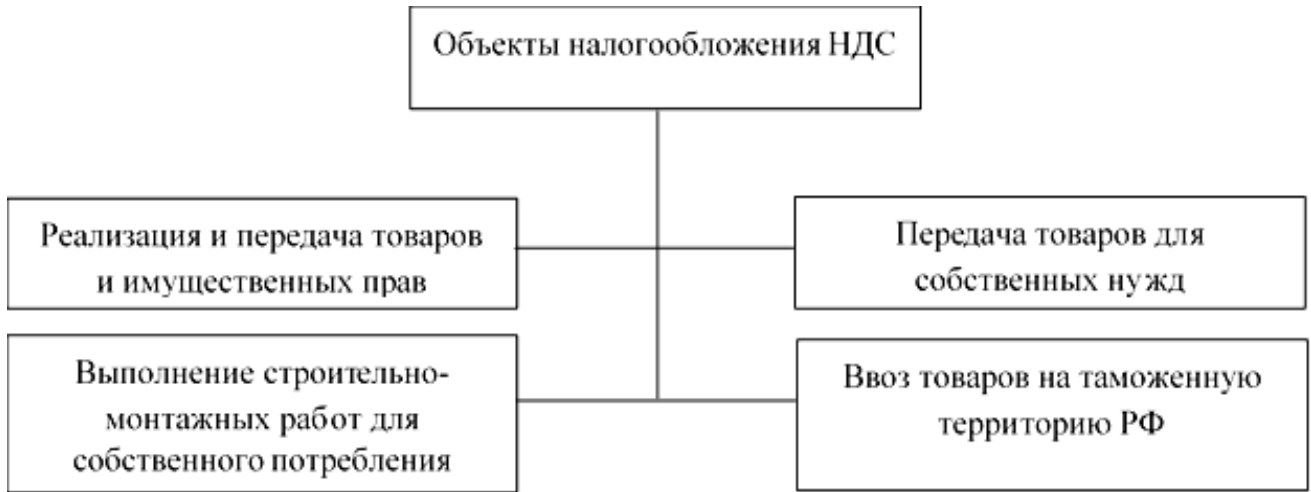 Объекты налогообложения НДС
Реализация и передача товаров
и имущественных прав
Передача товаров для
собственных нужд
Выполнение строительно-
монтажных работ для
собственного потребления
Ввоз товаров на таможенную
территорию РФ